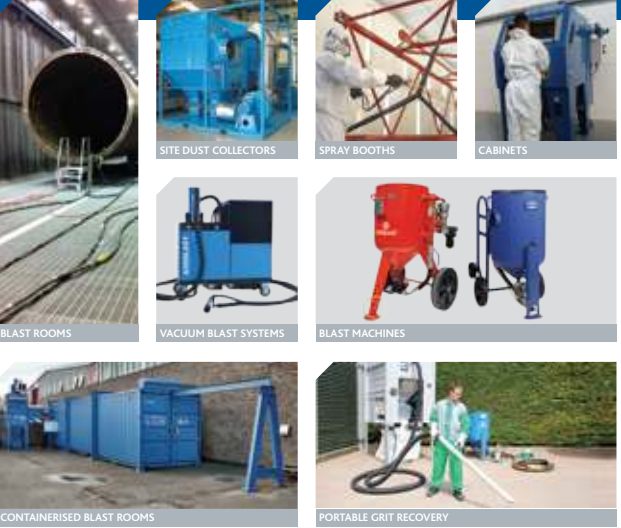 SITE DUST COLLECTORS
SPRAY BOOTHS
CABINETS
BLAST ROOMS
VACUUM BLAST SYSTEMS
BLAST MACHINES
CONTAINERISED BLAST ROOMS
PORTABLE GRIT RECOVERY